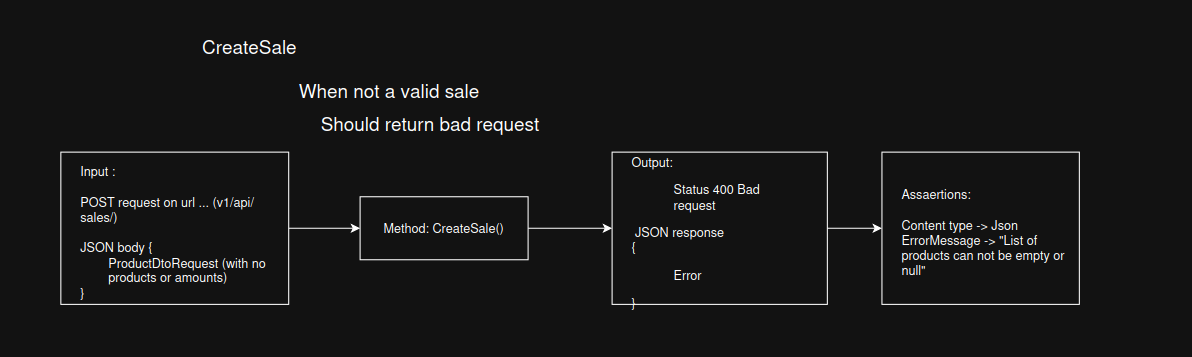 CreateSale
When not a valid sale
Should return bad request
Input :
POST request on url ... (v1/api/
sales/)
JSON body {
ProductDtoRequest (with no
products or amounts)
}
Method: CreateSale()
Output:
Status 400 Bad
request
JSON response
{
Error
}
Assaertions:
Content type -> Json
ErrorMessage -> "List of
products can not be empty or
null"